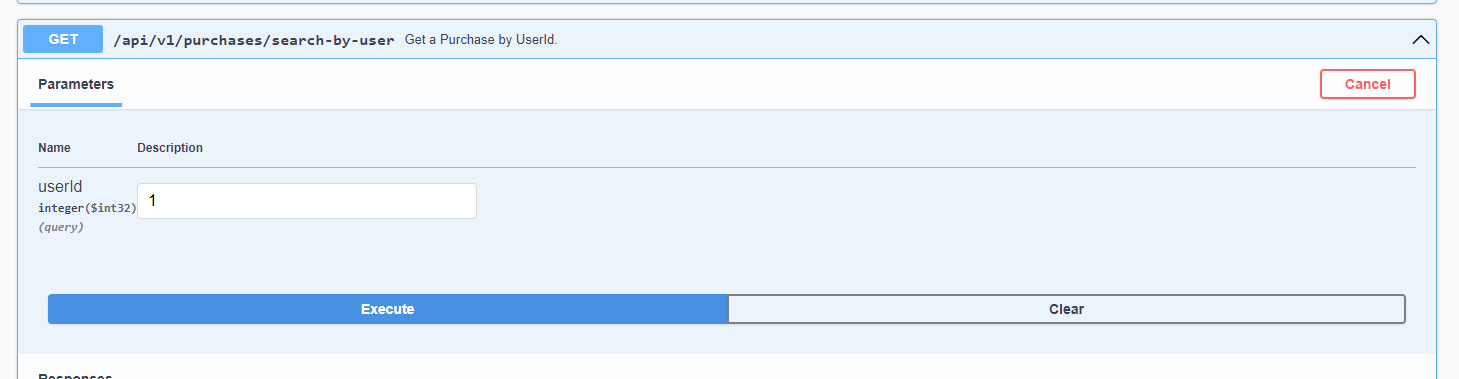 GET /api/v1/purchases/search-by-user Get a Purchase by UserId.
Parameters
Cancel
Name Description
userId
integer($int32)
(query)
1
Execute
Clear
Responses